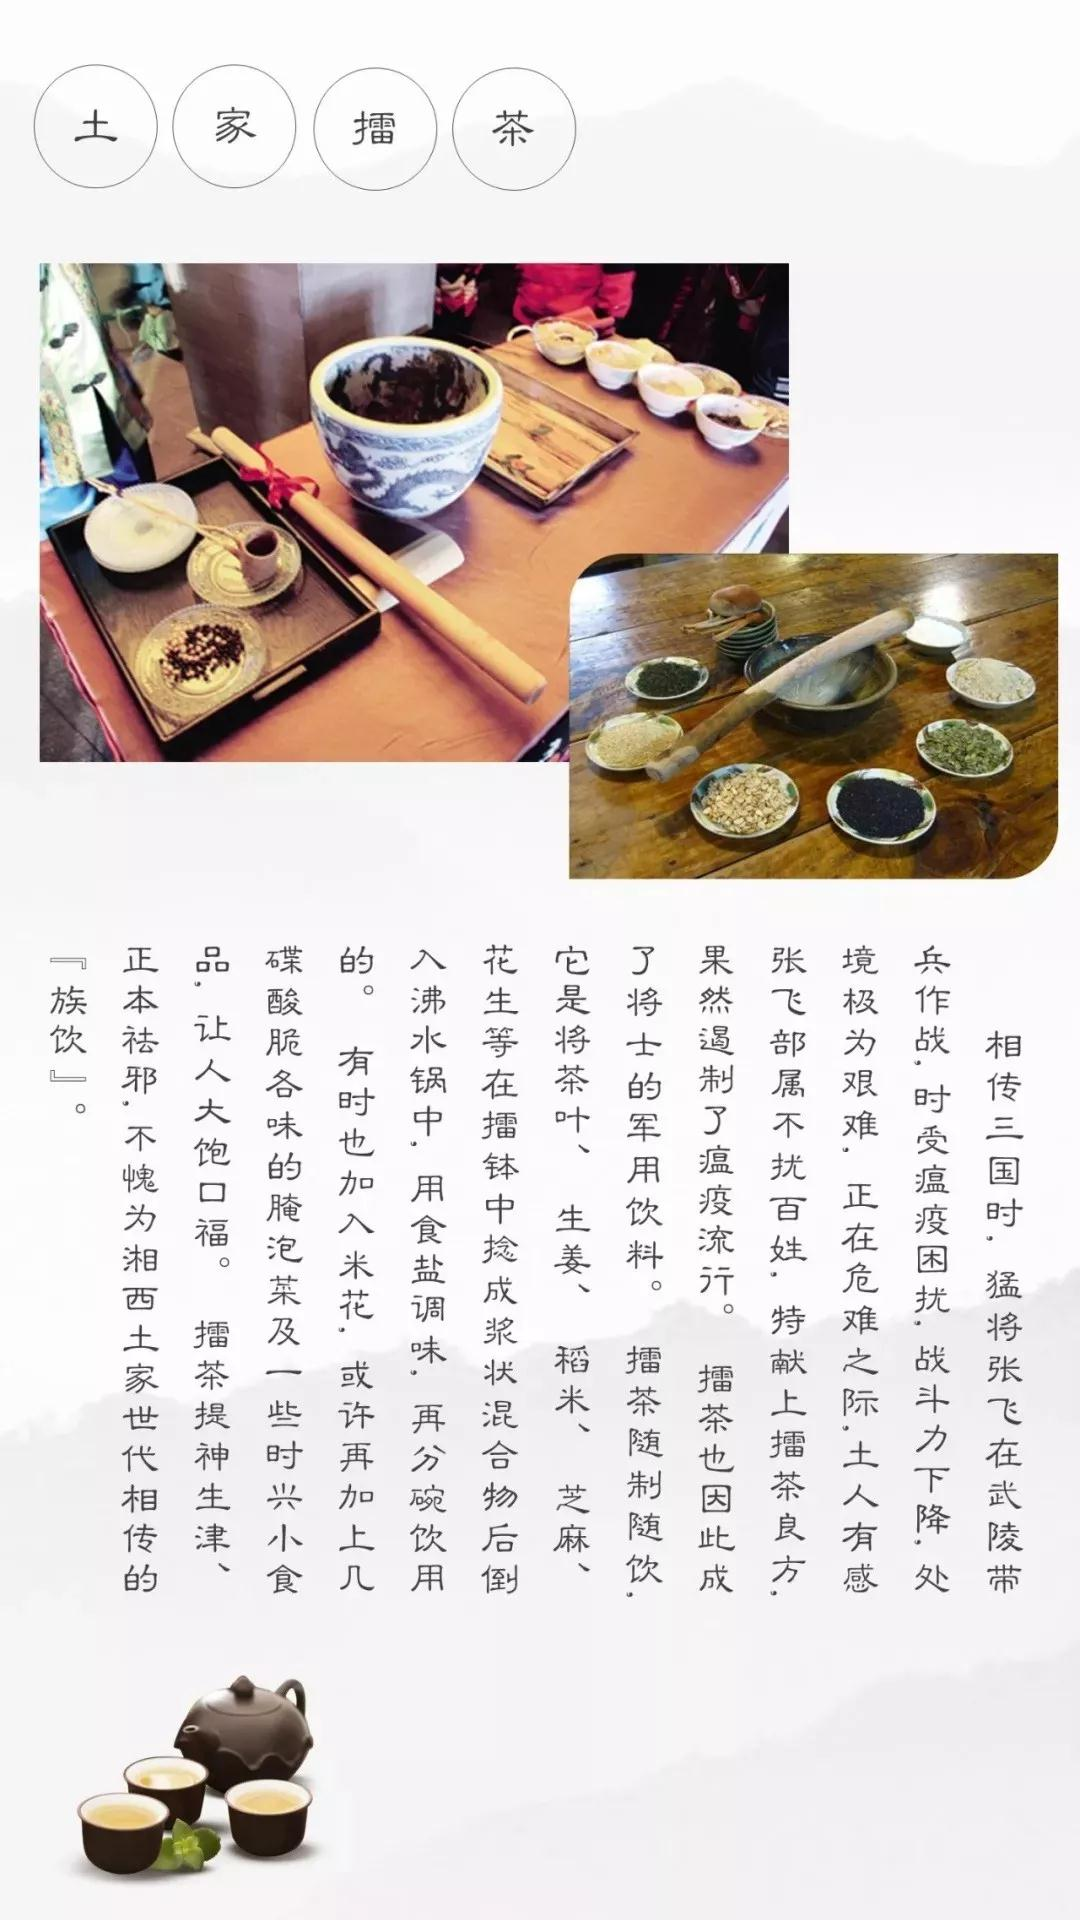 土家擂茶
相传三国时,猛将张飞在武陵带
兵作战,时受瘟疫困扰,战斗力下降,处
境极为艰难,正在危难之际,土人有感
张飞部属不扰百姓,特献上擂茶良方,
果然遏制了瘟疫流行。擂茶也因此成
了将士的军用饮料。擂茶随制随饮,
它是将茶叶、生姜、稻米、芝麻、
花生等在擂钵中捻成浆状混合物后倒
入沸水锅中,用食盐调味,再分碗饮用
的。有时也加入米花,或许再加上几
碟酸脆各味的腌泡菜及一些时兴小食
品,让人大饱口福。擂茶提神生津、
正本祛邪,不愧为湘西土家世代相传的
『族饮』。